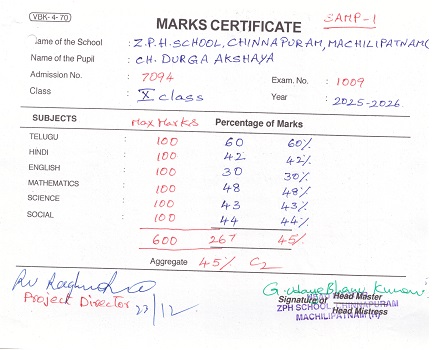 VBK-4-70
MARKS CERTIFICATE SAMP-1
Name of the School : Z.P.H.SCHOOL, CHINNAPURAM, MACHILIPATNAM(
Name of the Pupil : CH. DURGA AKSHAYA
Admission No. : 7094 Exam. No. : 1009
Class : X class Year : 2025-2026
SUBJECTS Max Marks Percentage of Marks
TELUGU : 100 60 60%
HINDI : 100 42 42%
ENGLISH : 100 30 30%
MATHEMATICS : 100 48 48%
SCIENCE : 100 43 43%
SOCIAL : 100 44 44%
600 267 45%
Aggregate 45% C2
Project Director 22/12
G. Udaya Bhanu Kumari
Signature of Head Master
Head Mistress
ZPH SCHOOL, CHINNAPURAM
MACHILIPATNAM (M)